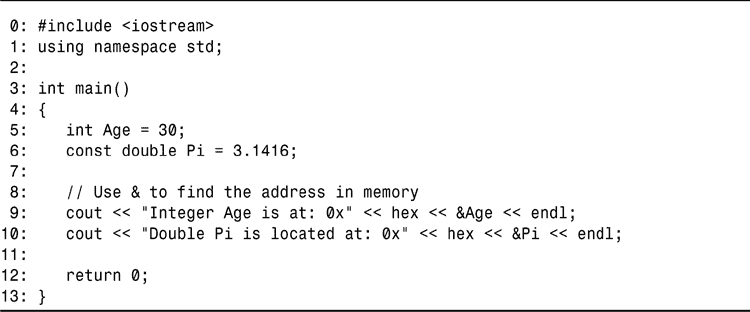 0: #include <iostream>
1: using namespace std;
2:
3: int main()
4: {
5:    int Age = 30;
6:    const double Pi = 3.1416;
7:
8:    // Use & to find the address in memory
9:    cout << "Integer Age is at: 0x" << hex << &Age << endl;
10:    cout << "Double Pi is located at: 0x" << hex << &Pi << endl;
11:
12:    return 0;
13: }